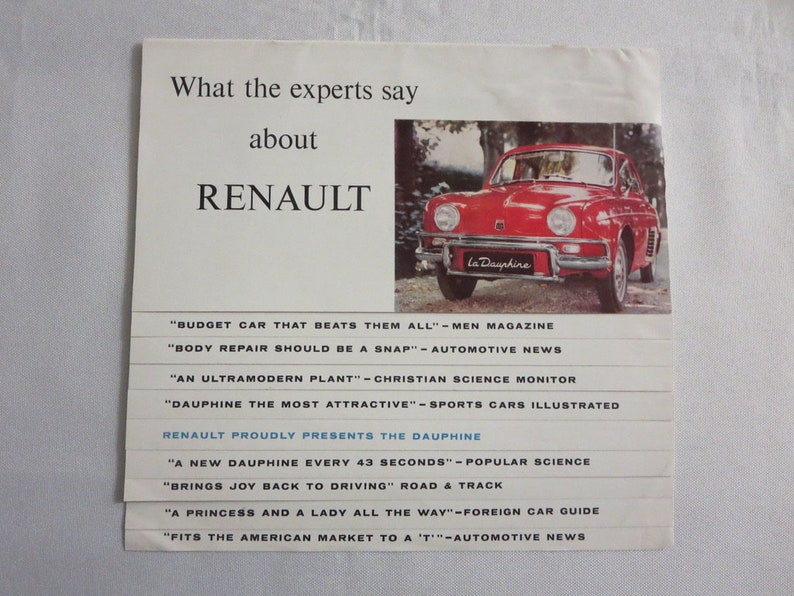 What the experts say
about
RENAULT
La Dauphine
"BUDGET CAR THAT BEATS THEM ALL" – MEN MAGAZINE
"BODY REPAIR SHOULD BE A SNAP" – AUTOMOTIVE NEWS
"AN ULTRAMODERN PLANT" – CHRISTIAN SCIENCE MONITOR
"DAUPHINE THE MOST ATTRACTIVE" – SPORTS CARS ILLUSTRATED
RENAULT PROUDLY PRESENTS THE DAUPHINE
"A NEW DAUPHINE EVERY 43 SECONDS" – POPULAR SCIENCE
"BRINGS JOY BACK TO DRIVING" ROAD & TRACK
"A PRINCESS AND A LADY ALL THE WAY"–FOREIGN CAR GUIDE
"FITS THE AMERICAN MARKET TO A 'T'"–AUTOMOTIVE NEWS